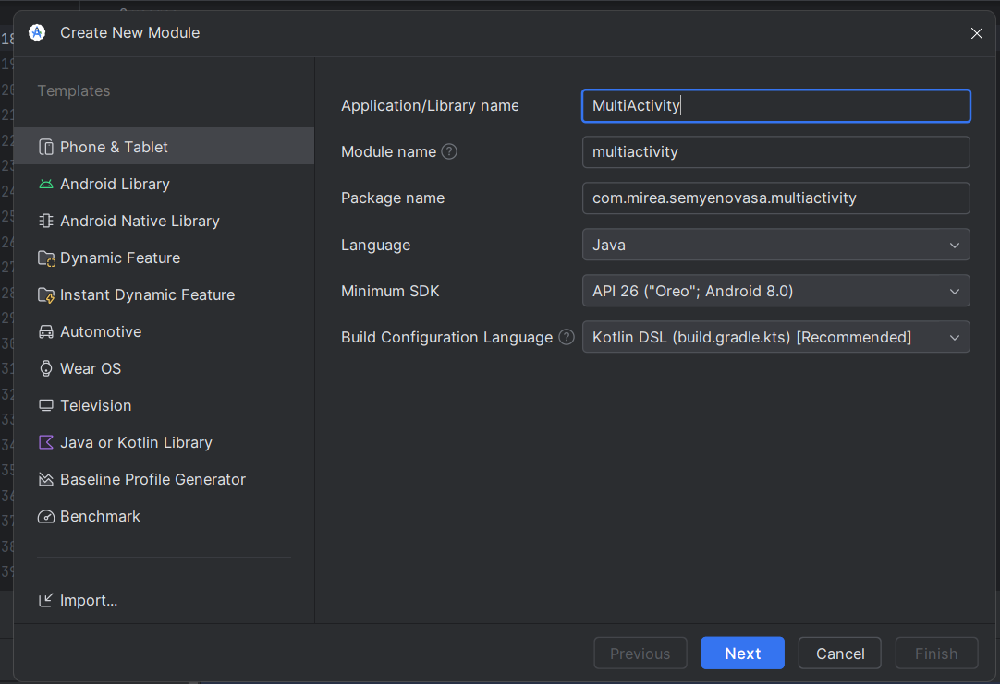 Create New Module
Templates
Phone & Tablet
Android Library
Android Native Library
Dynamic Feature
Instant Dynamic Feature
Automotive
Wear OS
Television
Java or Kotlin Library
Baseline Profile Generator
Benchmark
Import...
Application/Library name
MultiActivity
Module name ?
multiactivity
Package name
com.mirea.semyenovasa.multiactivity
Language
Java
Minimum SDK
API 26 ("Oreo"; Android 8.0)
Build Configuration Language ?
Kotlin DSL (build.gradle.kts) [Recommended]
Previous
Next
Cancel
Finish